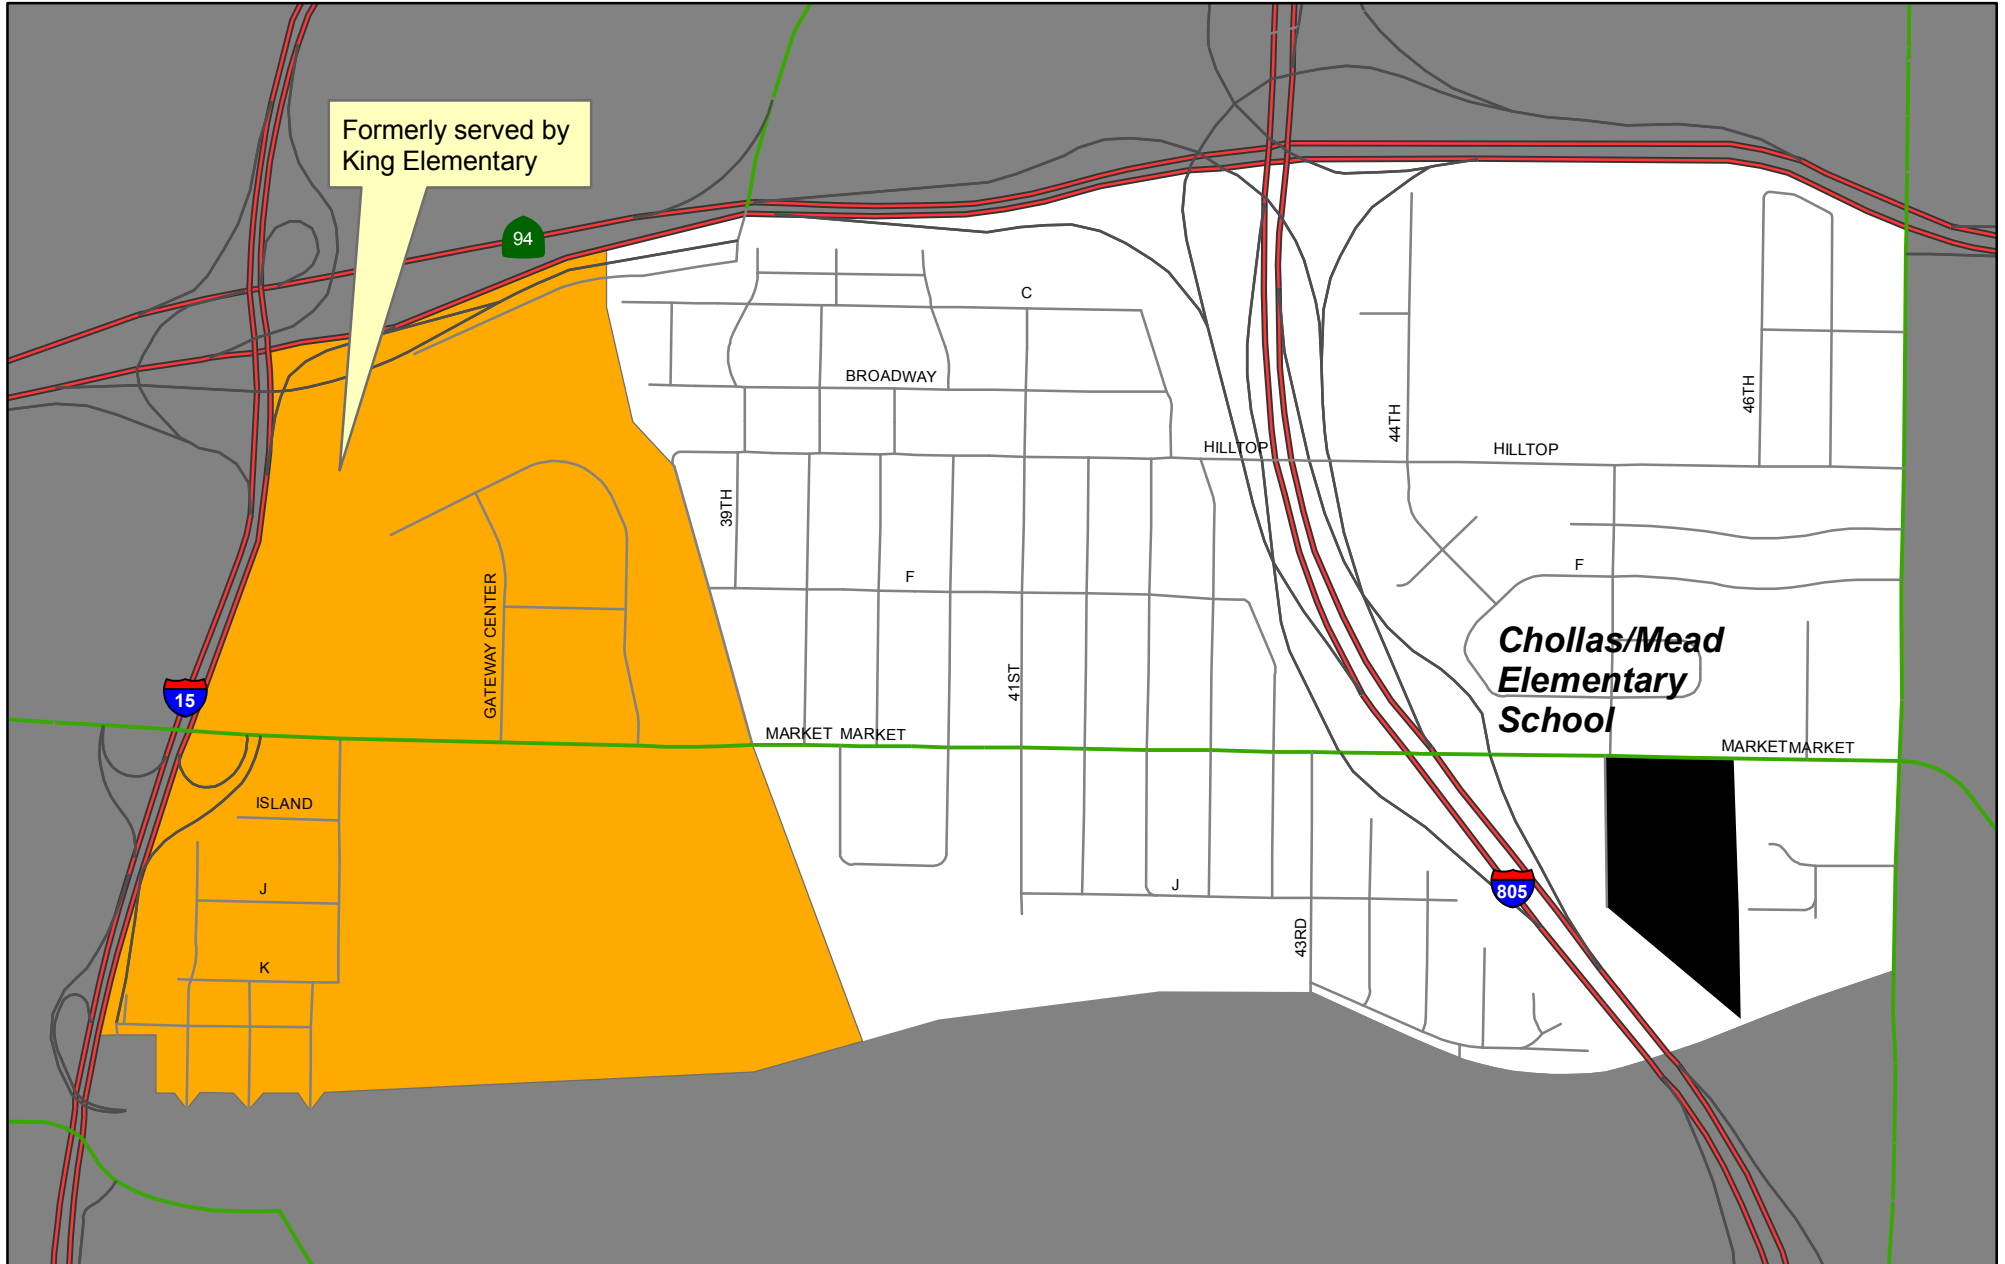 Formerly served by
King Elementary
94
C
BROADWAY
46TH
44TH
HILLTOP
HILLTOP
39TH
F
F
GATEWAY CENTER
Chollas/Mead
Elementary
School
41ST
15
MARKET MARKET
MARKET MARKET
ISLAND
J
J
805
43RD
K